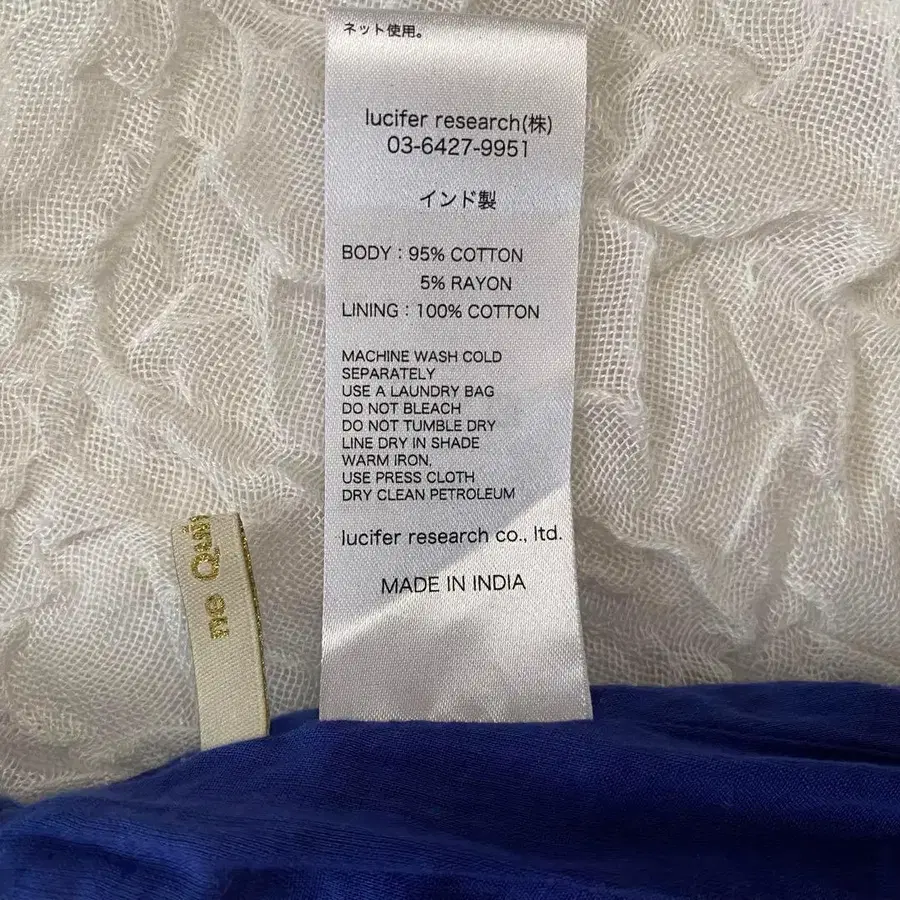 ネット使用。
lucifer research(株)
03-6427-9951
インド製
BODY : 95% COTTON
5% RAYON
LINING : 100% COTTON
MACHINE WASH COLD
SEPARATELY
USE A LAUNDRY BAG
DO NOT BLEACH
DO NOT TUMBLE DRY
LINE DRY IN SHADE
WARM IRON,
USE PRESS CLOTH
DRY CLEAN PETROLEUM
lucifer research co., ltd.
MADE IN INDIA
ne